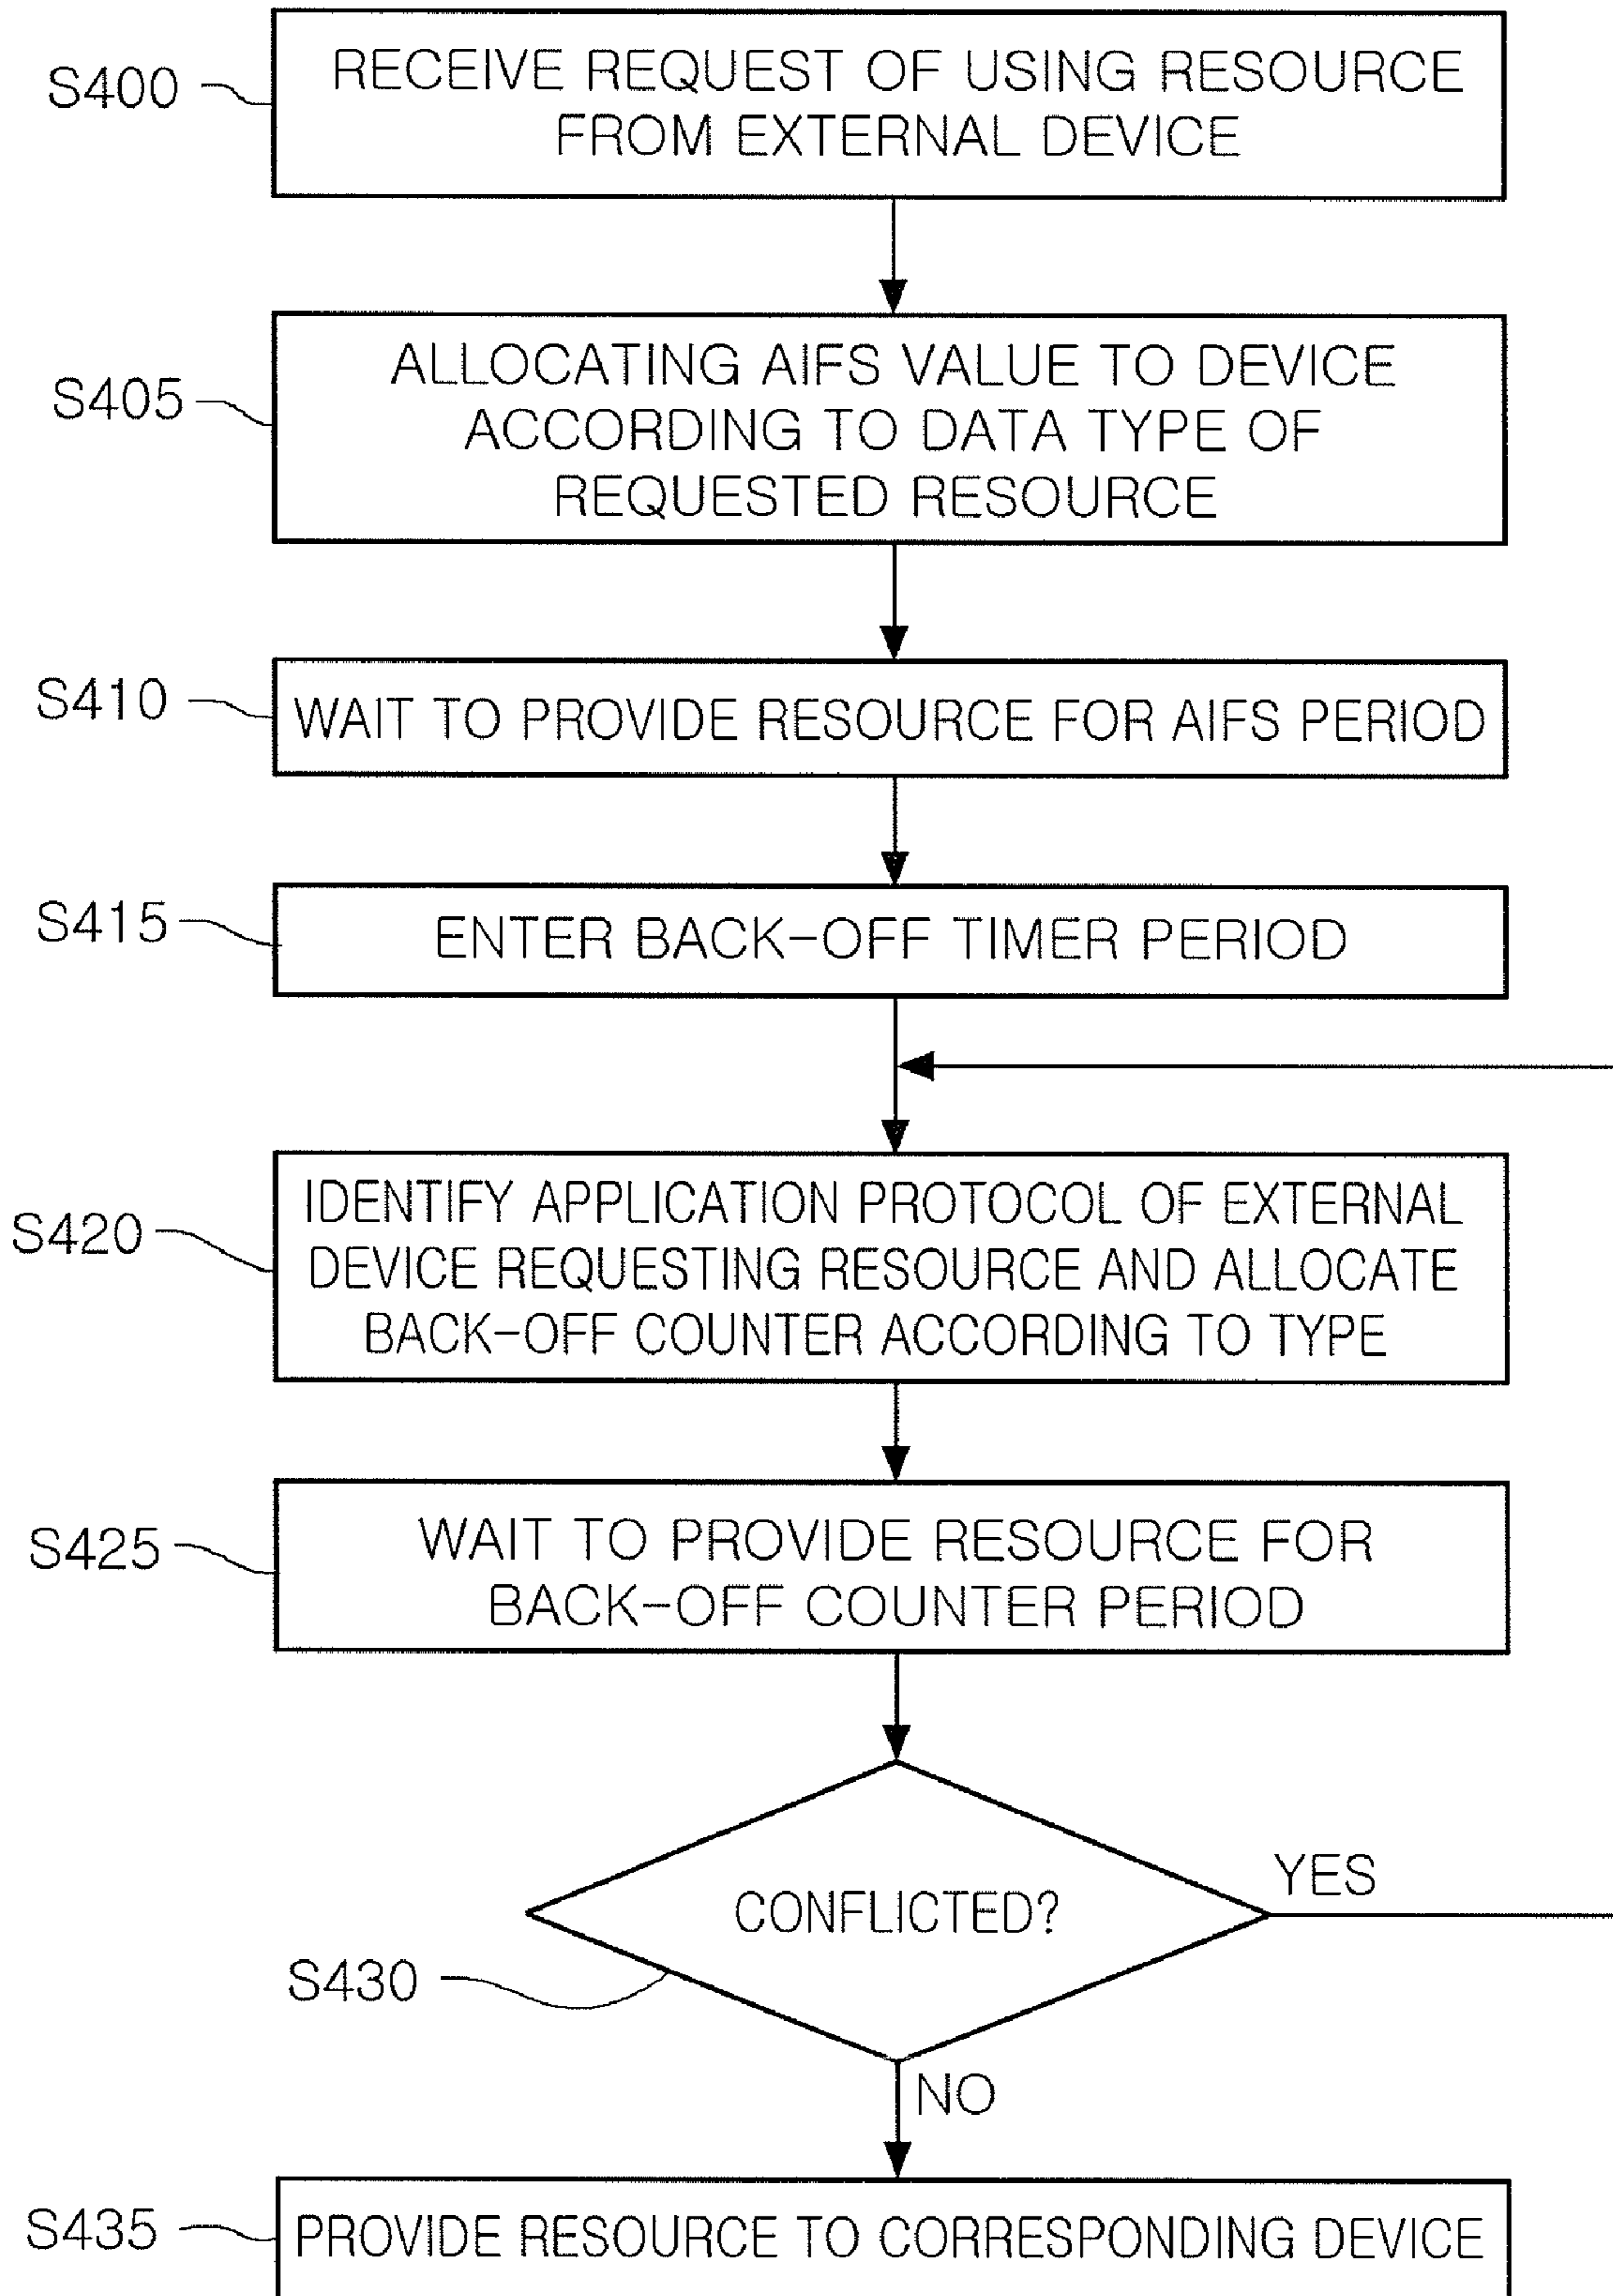 S400
RECEIVE REQUEST OF USING RESOURCE
FROM EXTERNAL DEVICE
S405
ALLOCATING AIFS VALUE TO DEVICE
ACCORDING TO DATA TYPE OF
REQUESTED RESOURCE
S410
WAIT TO PROVIDE RESOURCE FOR AIFS PERIOD
S415
ENTER BACK-OFF TIMER PERIOD
S420
IDENTIFY APPLICATION PROTOCOL OF EXTERNAL
DEVICE REQUESTING RESOURCE AND ALLOCATE
BACK-OFF COUNTER ACCORDING TO TYPE
S425
WAIT TO PROVIDE RESOURCE FOR
BACK-OFF COUNTER PERIOD
CONFLICTED?
YES
S430
NO
S435
PROVIDE RESOURCE TO CORRESPONDING DEVICE